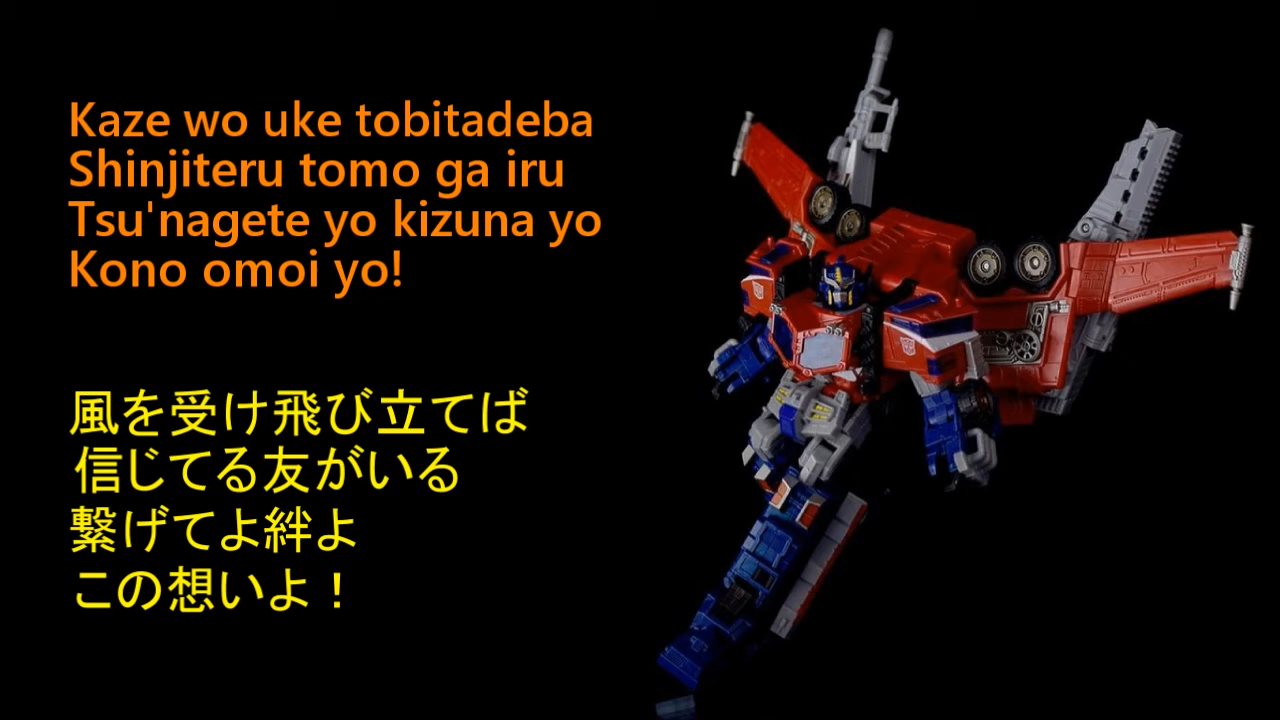 Kaze wo uke tobitadeba
Shinjiteru tomo ga iru
Tsu'nagete yo kizuna yo
Kono omoi yo!
風を受け飛び立てば
信じてる友がいる
繋げてよ絆よ
この想いよ！